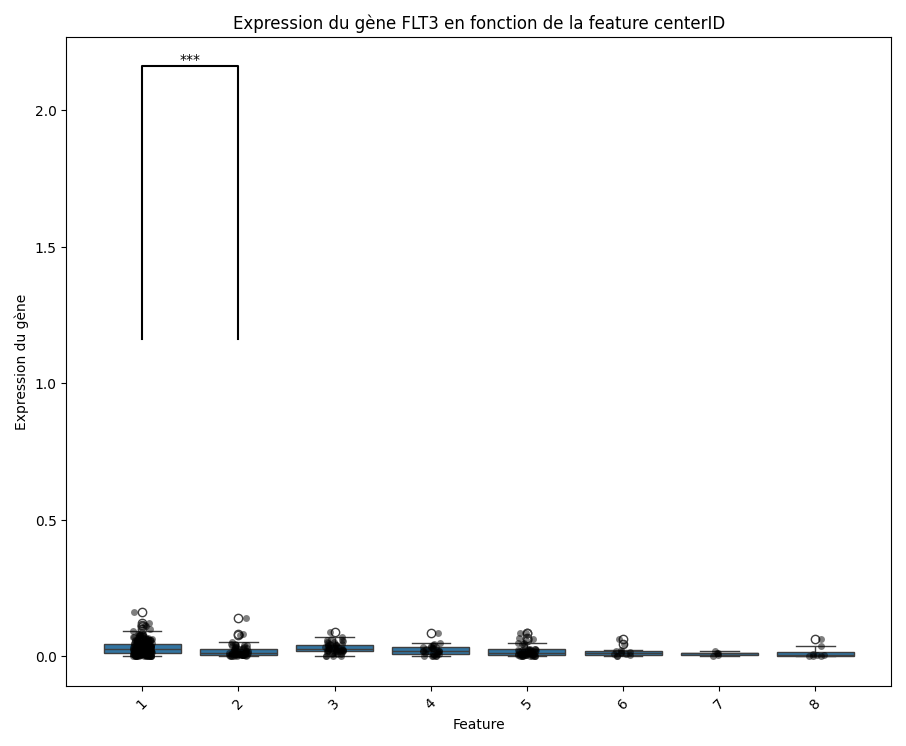 Expression du gène FLT3 en fonction de la feature centerID
***
2.0
1.5
1.0
0.5
0.0
Expression du gène
1 2 3 4 5 6 7 8
Feature